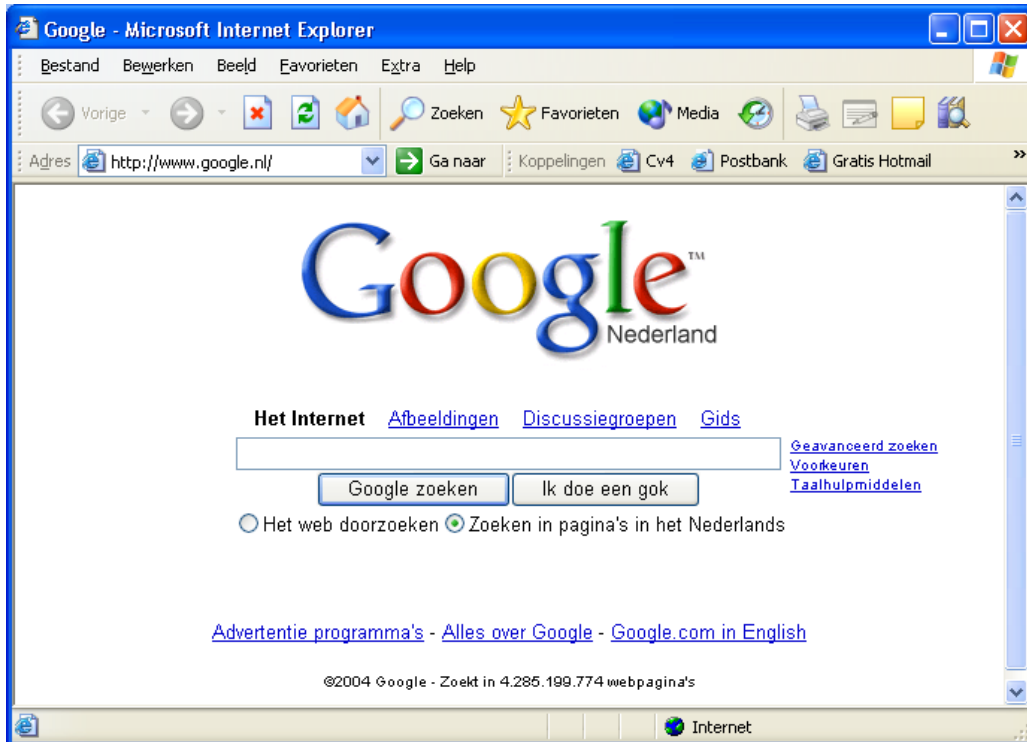 Google - Microsoft Internet Explorer
Bestand Bewerken Beeld Favorieten Extra Help
Vorige Zoeken Favorieten Media
Adres http://www.google.nl/ Ga naar Koppelingen Cv4 Postbank Gratis Hotmail »
Google™
Nederland
Het Internet Afbeeldingen Discussiegroepen Gids
Geavanceerd zoeken
Voorkeuren
Taalhulpmiddelen
Google zoeken Ik doe een gok
Het web doorzoeken Zoeken in pagina's in het Nederlands
Advertentie programma's - Alles over Google - Google.com in English
©2004 Google - Zoekt in 4.285.199.774 webpagina's
Internet